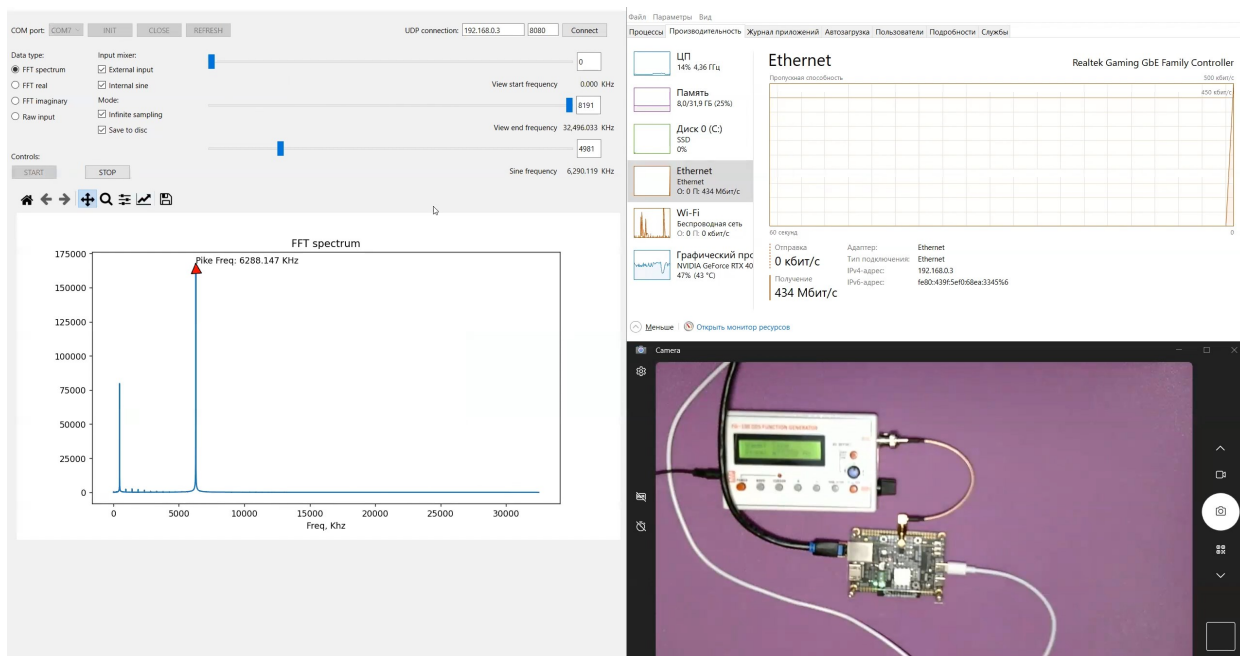 COM port: COM7 INIT CLOSE REFRESH UDP connection: 192.168.0.3 8080 Connect
Data type: Input mixer:
FFT spectrum External input 0
FFT real Internal sine View start frequency 0.000 KHz
FFT imaginary Mode:
Raw input Infinite sampling 8191
Save to disc View end frequency 32,496.033 KHz
4981
Controls:
START STOP Sine frequency 6,290.119 KHz
FFT spectrum
Pike Freq: 6288.147 KHz
175000
150000
125000
100000
75000
50000
25000
0
0 5000 10000 15000 20000 25000 30000
Freq, Khz
Файл Параметры Вид
Процессы Производительность Журнал приложений Автозагрузка Пользователи Подробности Службы
ЦП
14% 4,36 ГГц
Память
8,0/31,9 ГБ (25%)
Диск 0 (C:)
SSD
0%
Ethernet
Ethernet
О: 0 П: 434 Мбит/с
Wi-Fi
Беспроводная сеть
О: 0 П: 0 кбит/с
Графический про
NVIDIA GeForce RTX 40
47% (43 °C)
Ethernet Realtek Gaming GbE Family Controller
Пропускная способность 500 кбит/с
450 кбит/с
60 секунд 0
Отправка
0 кбит/с
Получение
434 Мбит/с
Адаптер: Ethernet
Тип подключения: Ethernet
IPv4-адрес: 192.168.0.3
IPv6-адрес: fe80::439f:5ef0:68ea:3345%6
Меньше Открыть монитор ресурсов
Camera
DDS FUNCTION GENERATOR